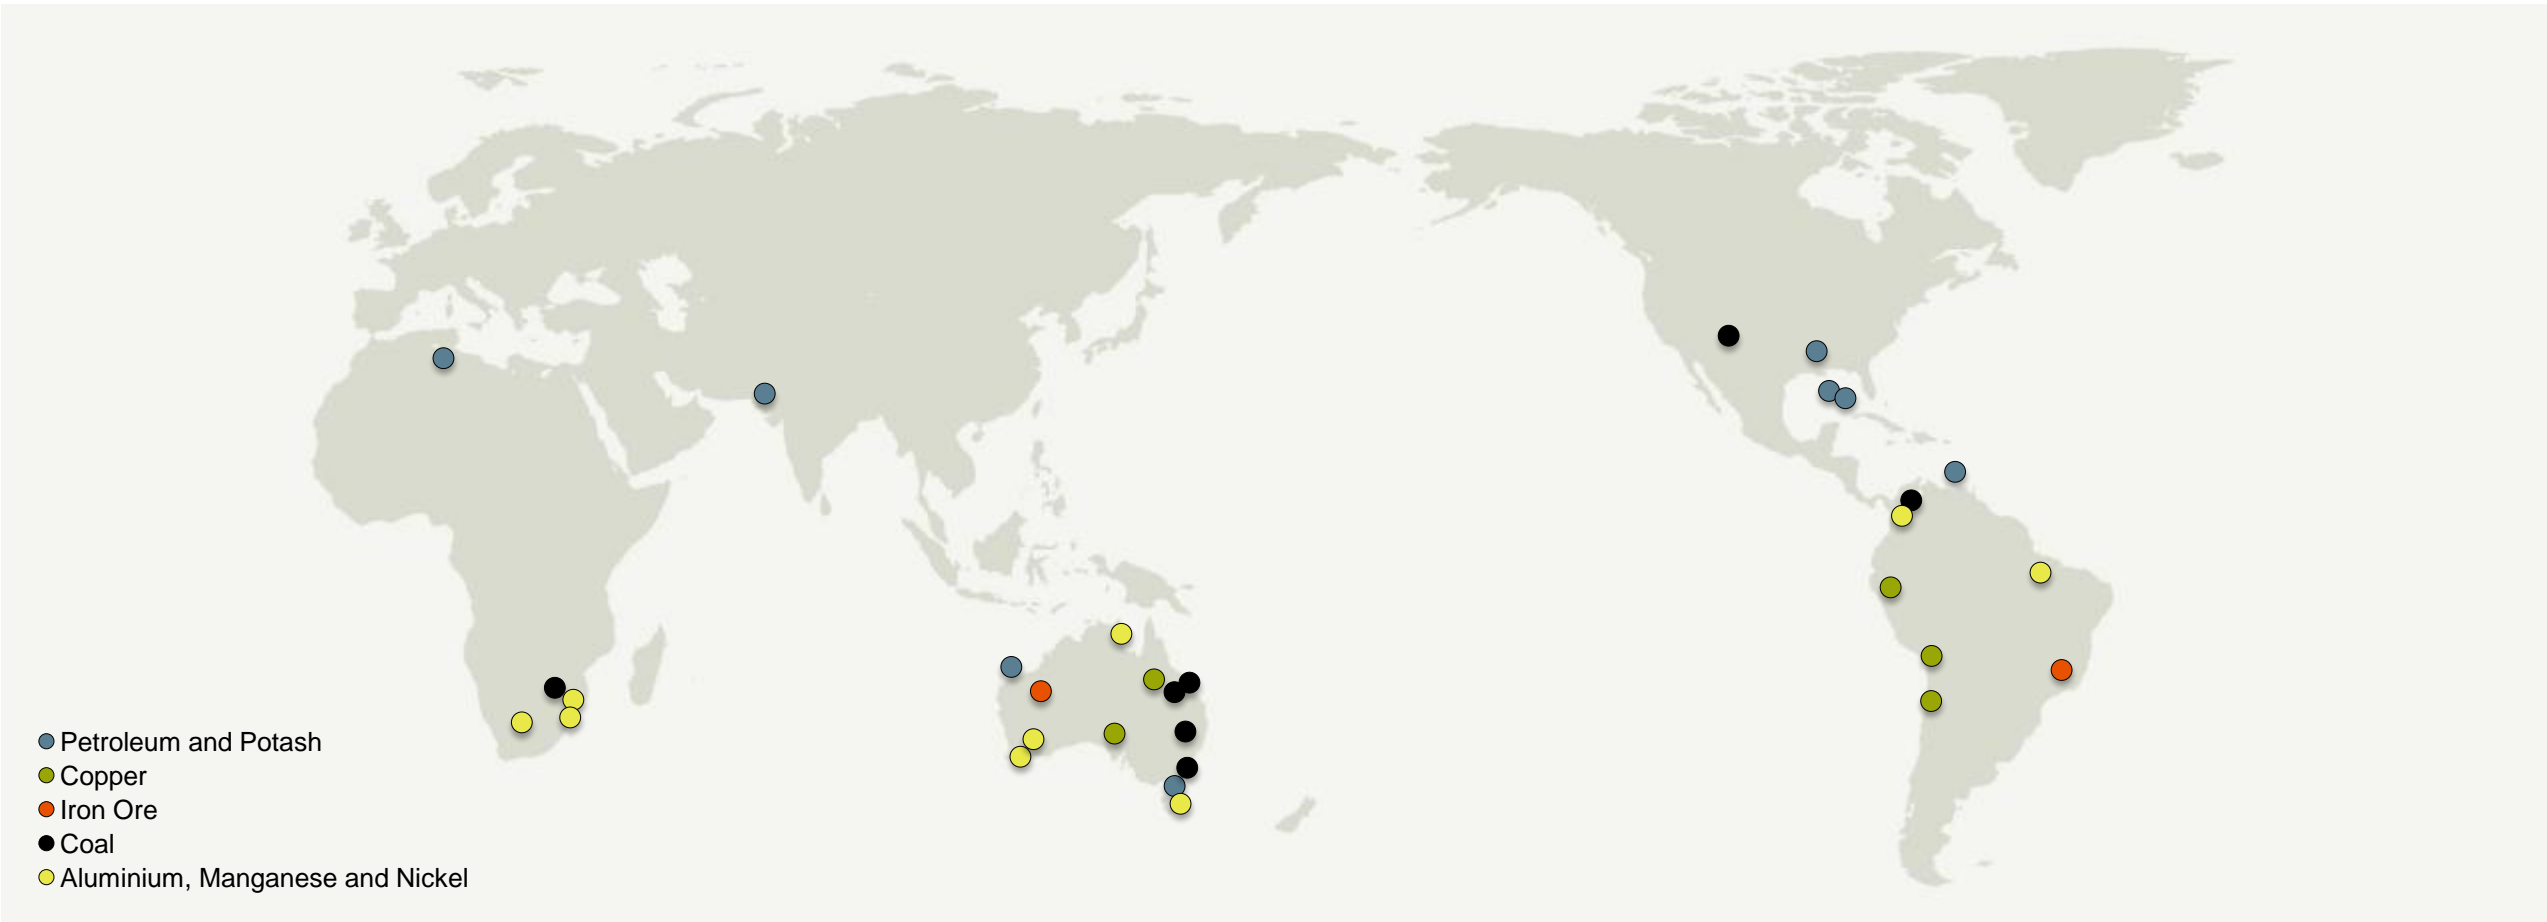 Petroleum and Potash
Copper
Iron Ore
Coal
Aluminium, Manganese and Nickel